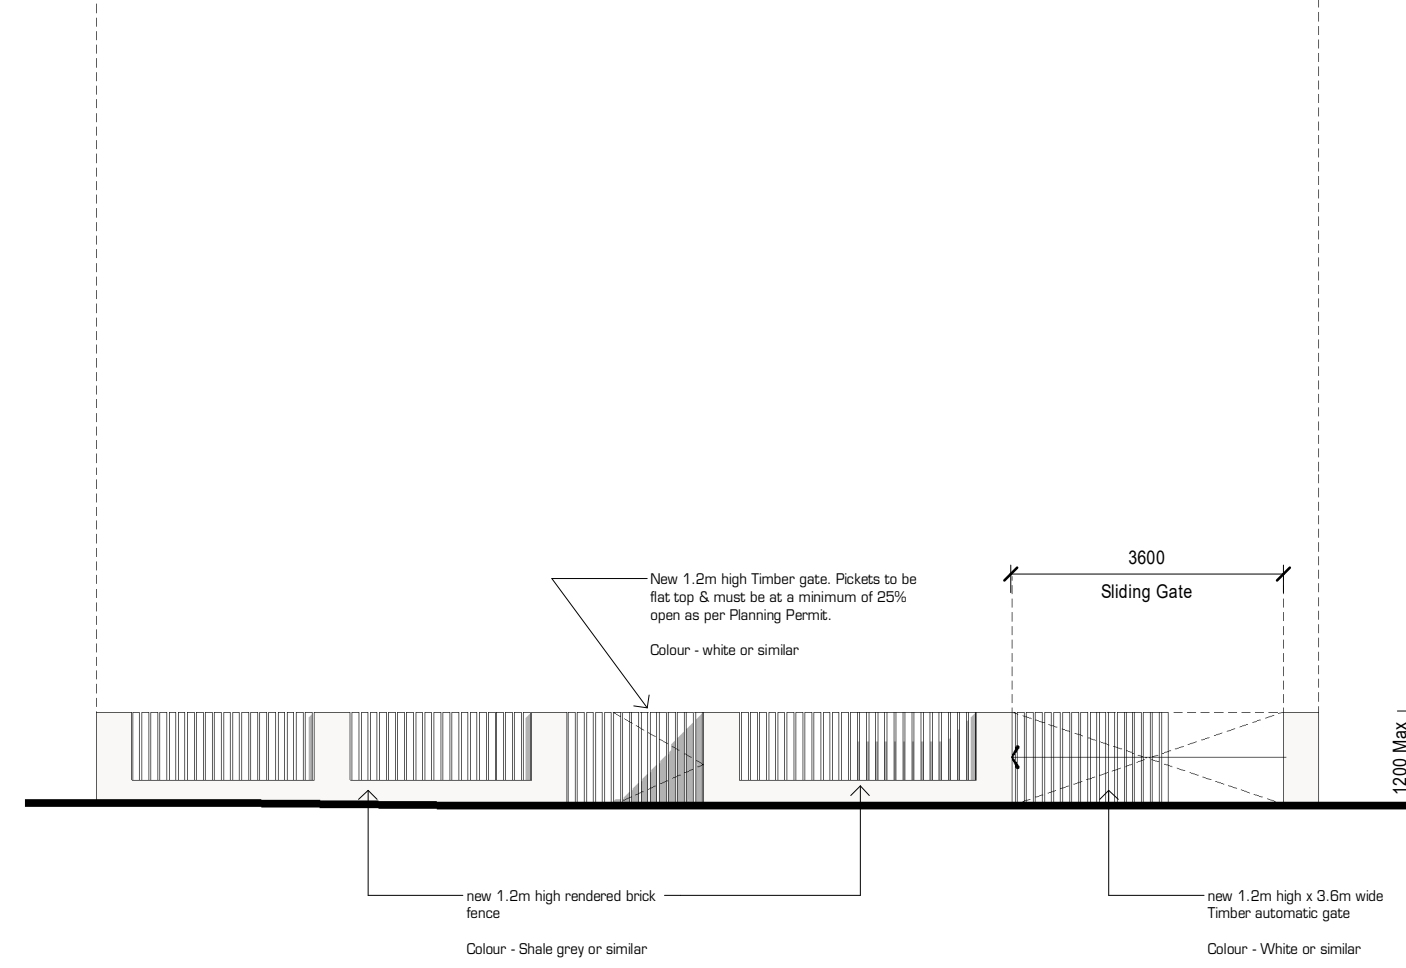 3600
Sliding Gate
New 1.2m high Timber gate. Pickets to be
flat top & must be at a minimum of 25%
open as per Planning Permit.
Colour - white or similar
1200 Max
new 1.2m high rendered brick
fence
Colour - Shale grey or similar
new 1.2m high x 3.6m wide
Timber automatic gate
Colour - White or similar